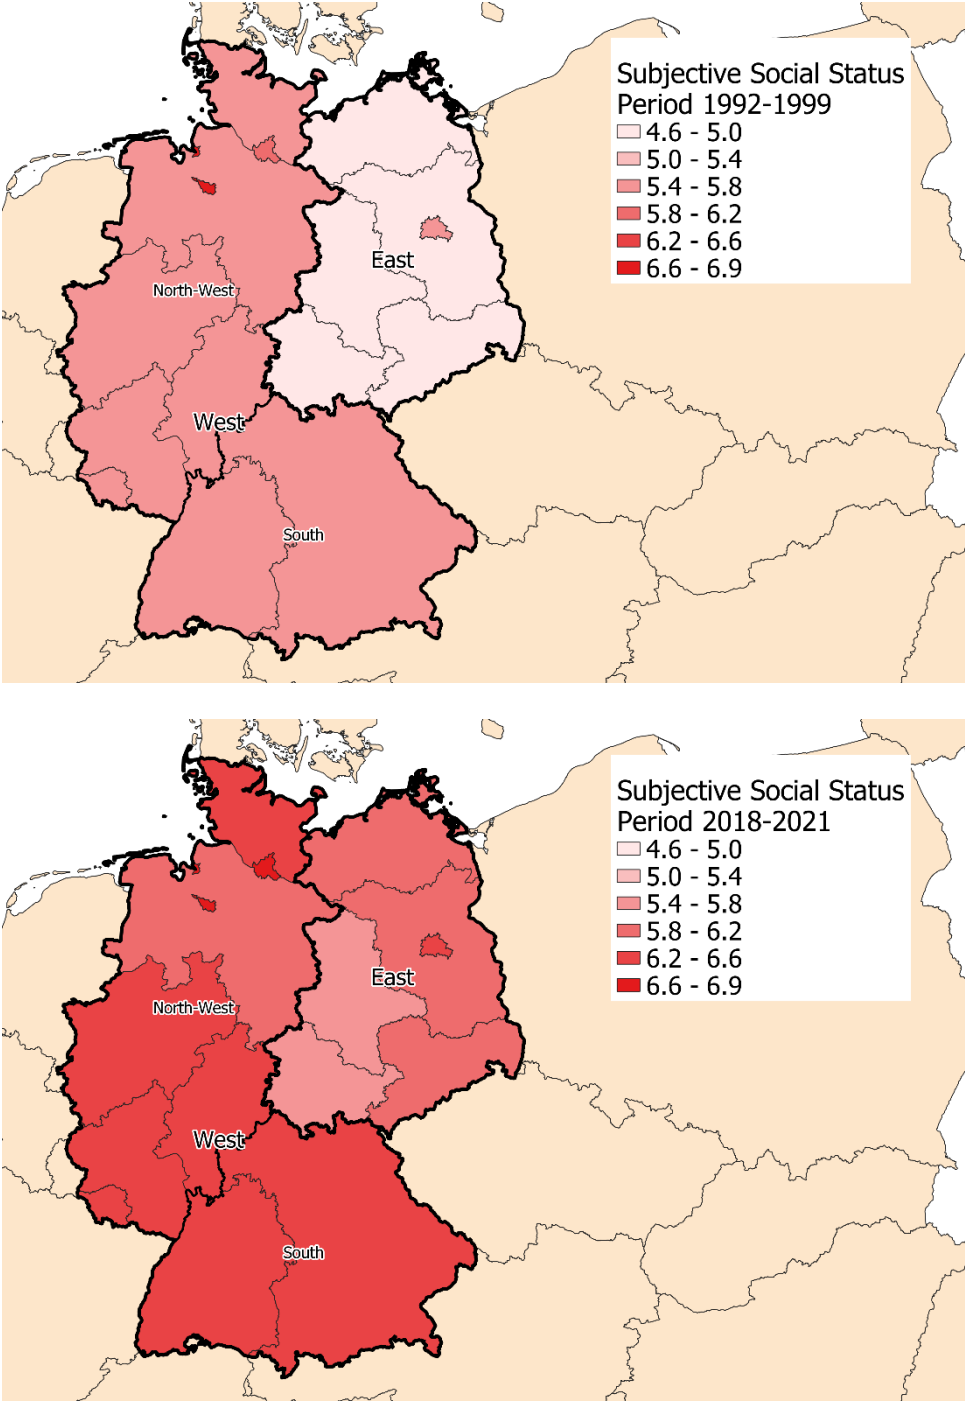 Subjective Social Status
Period 1992-1999
4.6 - 5.0
5.0 - 5.4
5.4 - 5.8
5.8 - 6.2
6.2 - 6.6
6.6 - 6.9
East
North-West
West
South
Subjective Social Status
Period 2018-2021
4.6 - 5.0
5.0 - 5.4
5.4 - 5.8
5.8 - 6.2
6.2 - 6.6
6.6 - 6.9
East
North-West
West
South